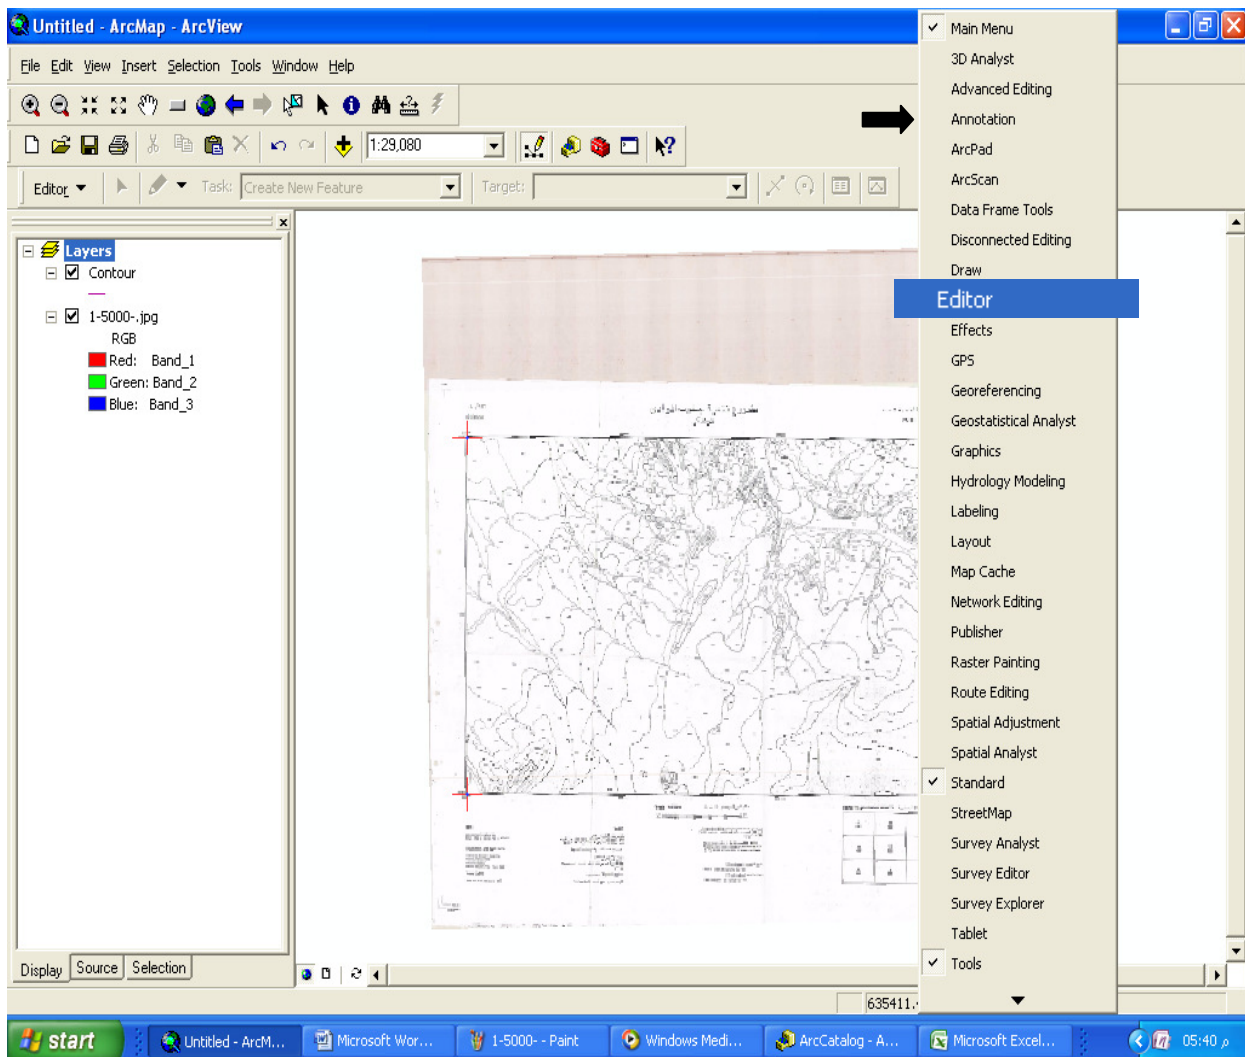 Untitled - ArcMap - ArcView
File Edit View Insert Selection Tools Window Help
1:29,080
Editor Task: Create New Feature Target:
Layers
Contour
1-5000-.jpg
RGB
Red: Band_1
Green: Band_2
Blue: Band_3
Display Source Selection
Main Menu
3D Analyst
Advanced Editing
Annotation
ArcPad
ArcScan
Data Frame Tools
Disconnected Editing
Draw
Editor
Effects
GPS
Georeferencing
Geostatistical Analyst
Graphics
Hydrology Modeling
Labeling
Layout
Map Cache
Network Editing
Publisher
Raster Painting
Route Editing
Spatial Adjustment
Spatial Analyst
Standard
StreetMap
Survey Analyst
Survey Editor
Survey Explorer
Tablet
Tools
635411.
start Untitled - ArcM... Microsoft Wor... 1-5000- - Paint Windows Medi... ArcCatalog - A... Microsoft Excel... 05:40 م